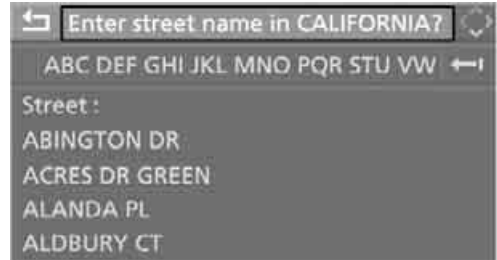 Enter street name in CALIFORNIA?
ABC DEF GHI JKL MNO PQR STU VW
Street :
ABINGTON DR
ACRES DR GREEN
ALANDA PL
ALDBURY CT